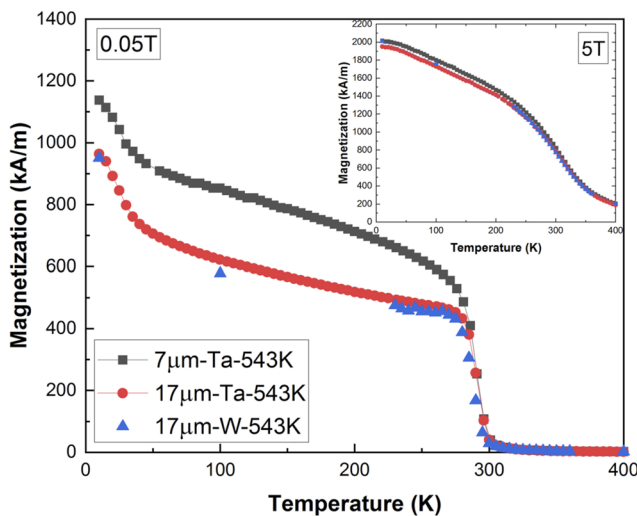 1400
1200
1000
800
600
400
200
0
Magnetization (kA/m)
0.05T
7μm-Ta-543K
17μm-Ta-543K
17μm-W-543K
0 100 200 300 400
Temperature (K)
2200
2000
1800
1600
1400
1200
1000
800
600
400
200
0
Magnetization (kA/m)
5T
0 100 200 300 400
Temperature (K)